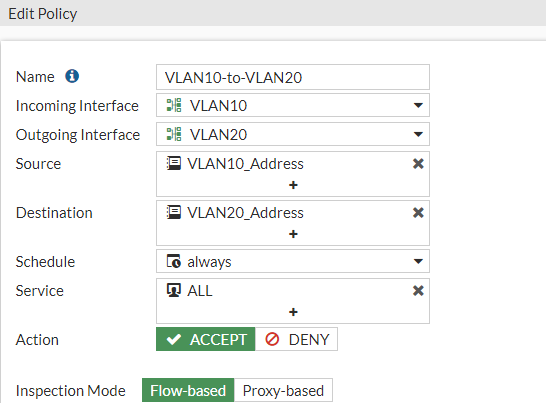 Edit Policy
Name VLAN10-to-VLAN20
Incoming Interface VLAN10
Outgoing Interface VLAN20
Source VLAN10_Address
+
Destination VLAN20_Address
+
Schedule always
Service ALL
+
Action ACCEPT DENY
Inspection Mode Flow-based Proxy-based